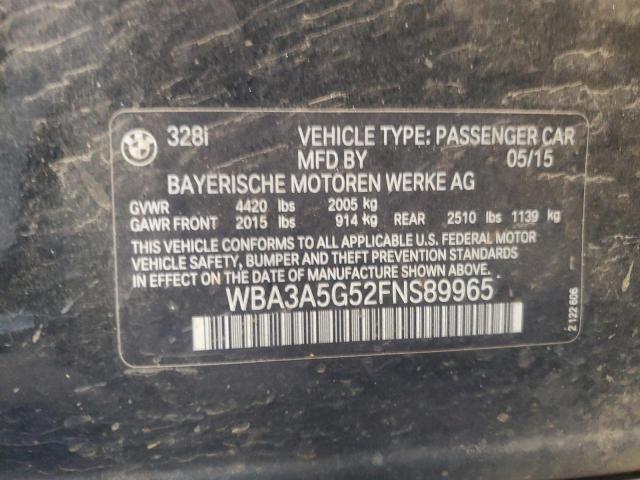 328i VEHICLE TYPE: PASSENGER CAR
MFD BY 05/15
BAYERISCHE MOTOREN WERKE AG
GVWR 4420 lbs 2005 kg
GAWR FRONT 2015 lbs 914 kg REAR 2510 lbs 1139 kg
THIS VEHICLE CONFORMS TO ALL APPLICABLE U.S. FEDERAL MOTOR
VEHICLE SAFETY, BUMPER AND THEFT PREVENTION STANDARDS
IN EFFECT ON THE DATE OF MANUFACTURE SHOWN ABOVE.
WBA3A5G52FNS89965
2 122 606